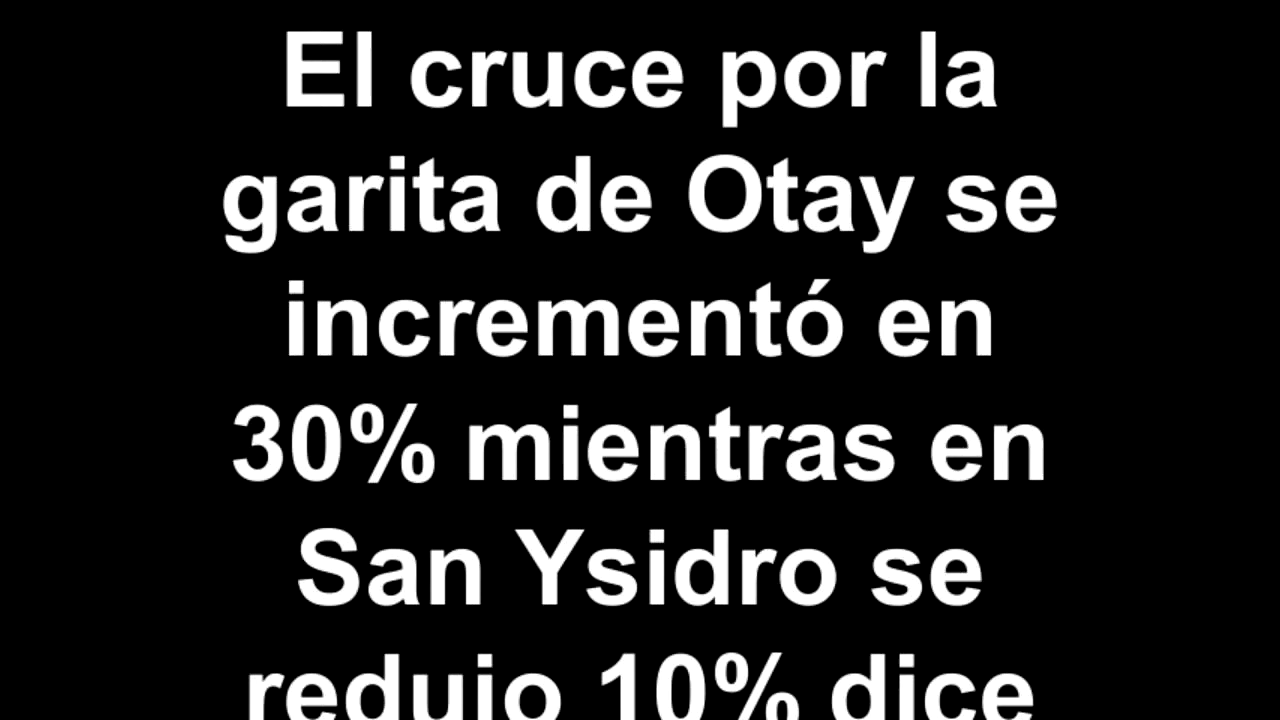 El cruce por la
garita de Otay se
incrementó en
30% mientras en
San Ysidro se
redujo 10% dice